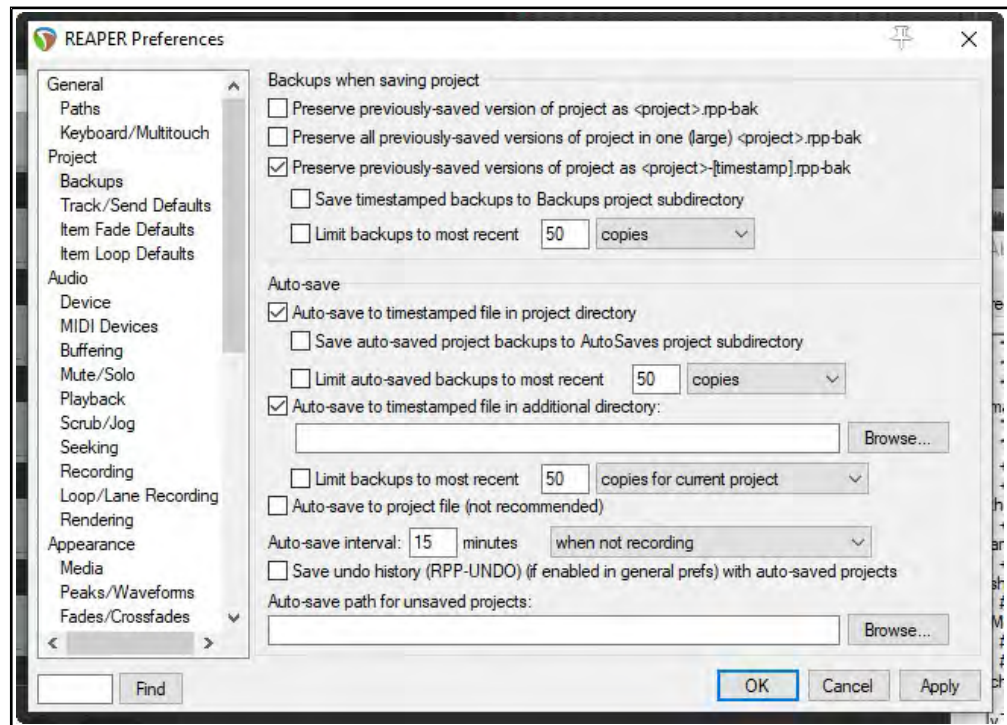 REAPER Preferences
General
Paths
Keyboard/Multitouch
Project
Backups
Track/Send Defaults
Item Fade Defaults
Item Loop Defaults
Audio
Device
MIDI Devices
Buffering
Mute/Solo
Playback
Scrub/Jog
Seeking
Recording
Loop/Lane Recording
Rendering
Appearance
Media
Peaks/Waveforms
Fades/Crossfades
Find
Backups when saving project
Preserve previously-saved version of project as <project>.rpp-bak
Preserve all previously-saved versions of project in one (large) <project>.rpp-bak
Preserve previously-saved versions of project as <project>-[timestamp].rpp-bak
Save timestamped backups to Backups project subdirectory
Limit backups to most recent 50 copies
Auto-save
Auto-save to timestamped file in project directory
Save auto-saved project backups to AutoSaves project subdirectory
Limit auto-saved backups to most recent 50 copies
Auto-save to timestamped file in additional directory:
Browse...
Limit backups to most recent 50 copies for current project
Auto-save to project file (not recommended)
Auto-save interval: 15 minutes when not recording
Save undo history (RPP-UNDO) (if enabled in general prefs) with auto-saved projects
Auto-save path for unsaved projects:
Browse...
OK Cancel Apply